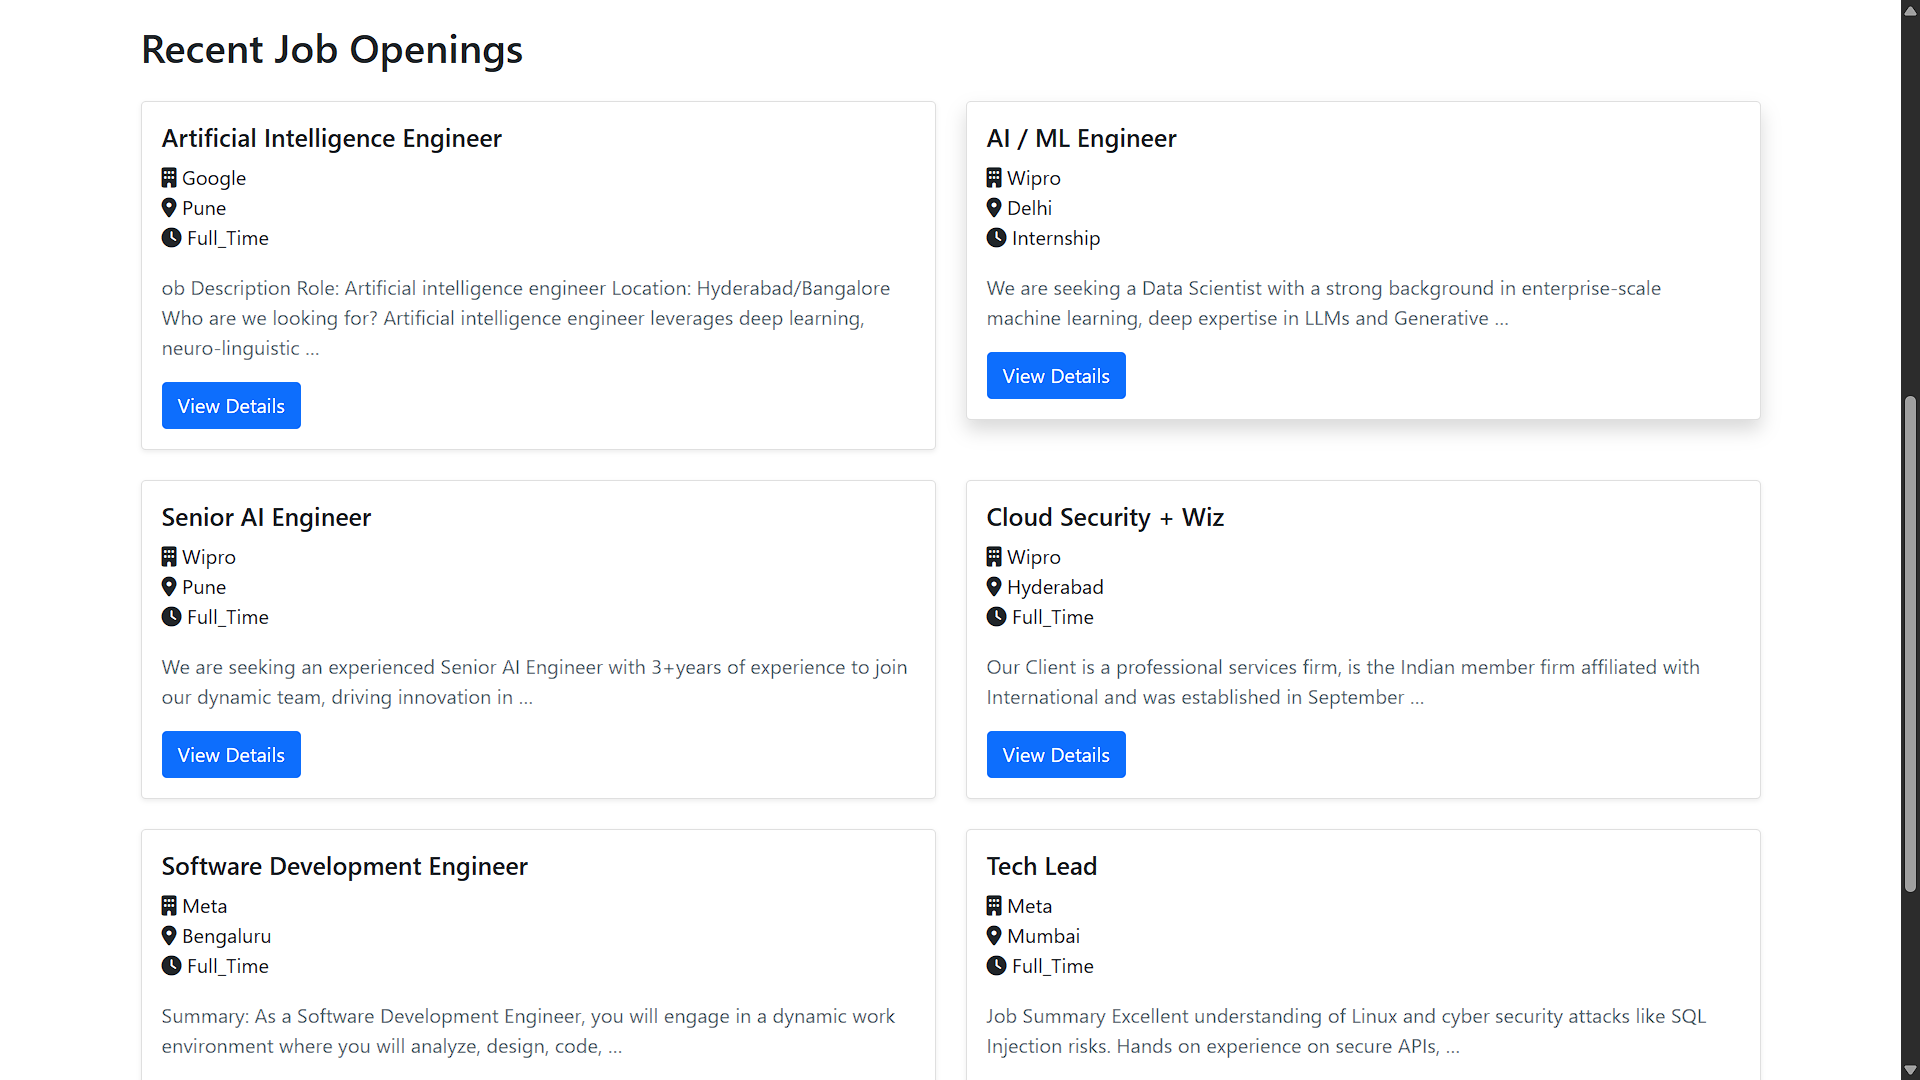 Recent Job Openings
Artificial Intelligence Engineer
Google
Pune
Full_Time
ob Description Role: Artificial intelligence engineer Location: Hyderabad/Bangalore
Who are we looking for? Artificial intelligence engineer leverages deep learning,
neuro-linguistic ...
View Details
AI / ML Engineer
Wipro
Delhi
Internship
We are seeking a Data Scientist with a strong background in enterprise-scale
machine learning, deep expertise in LLMs and Generative ...
View Details
Senior AI Engineer
Wipro
Pune
Full_Time
We are seeking an experienced Senior AI Engineer with 3+years of experience to join
our dynamic team, driving innovation in ...
View Details
Cloud Security + Wiz
Wipro
Hyderabad
Full_Time
Our Client is a professional services firm, is the Indian member firm affiliated with
International and was established in September ...
View Details
Software Development Engineer
Meta
Bengaluru
Full_Time
Summary: As a Software Development Engineer, you will engage in a dynamic work
environment where you will analyze, design, code, ...
Tech Lead
Meta
Mumbai
Full_Time
Job Summary Excellent understanding of Linux and cyber security attacks like SQL
Injection risks. Hands on experience on secure APIs, ...